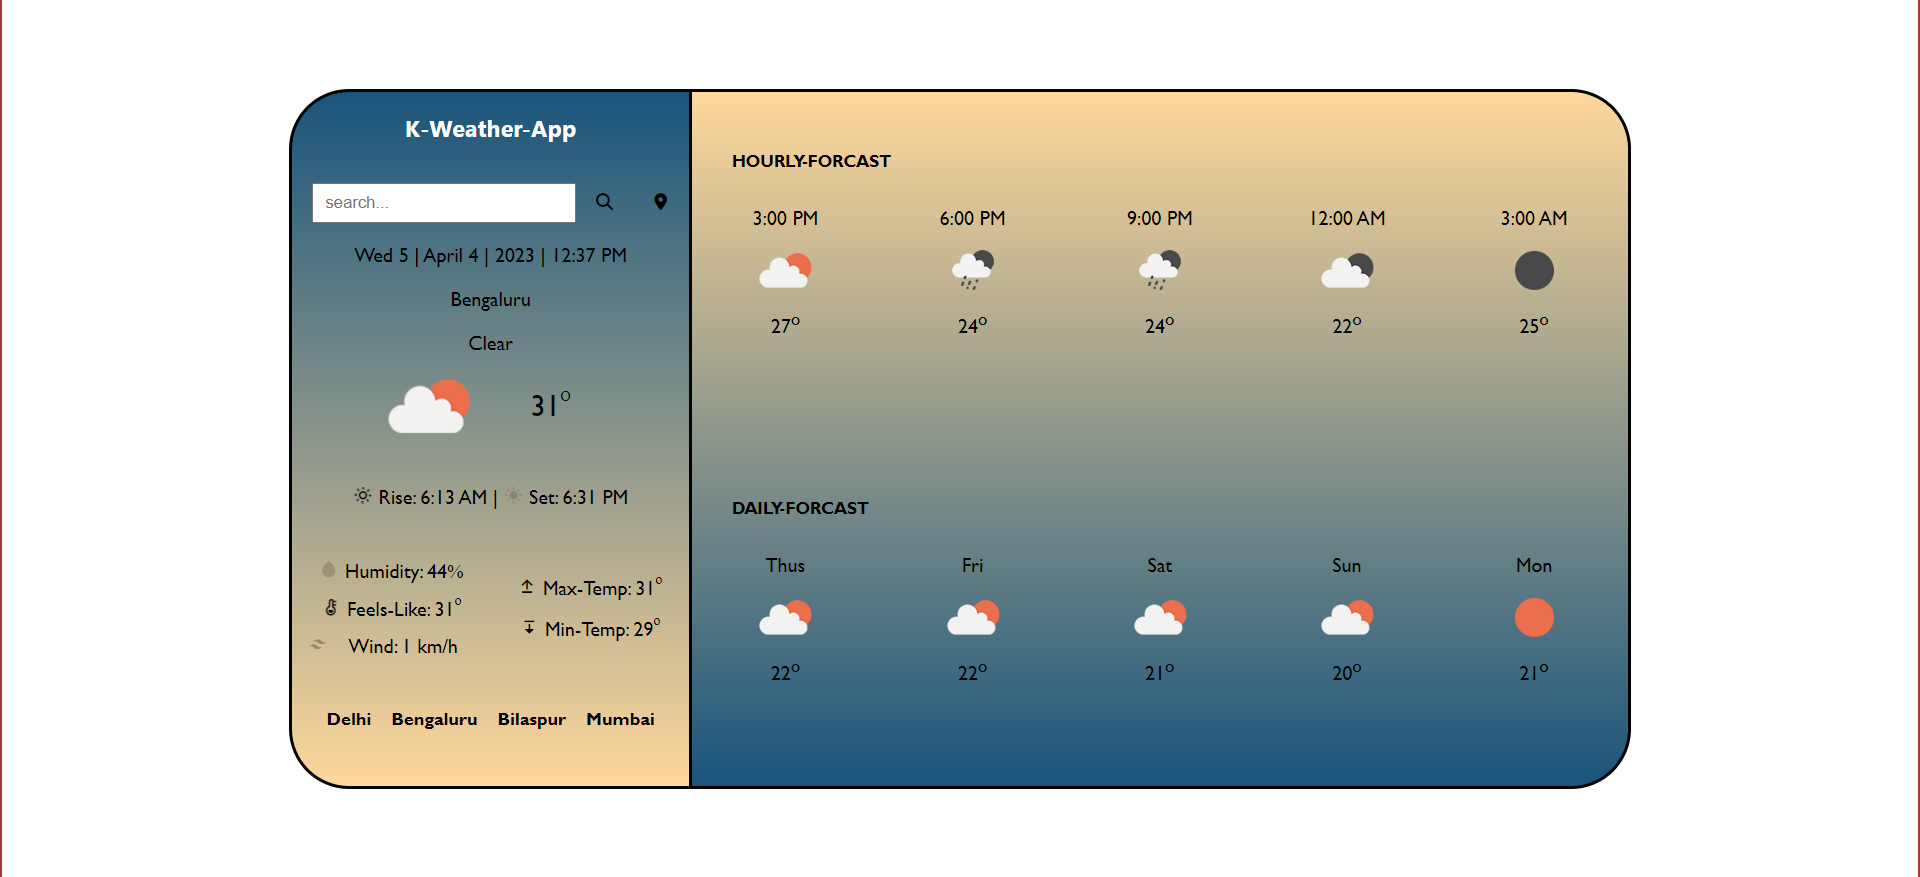 K-Weather-App
search...
Wed 5 | April 4 | 2023 | 12:37 PM
Bengaluru
Clear
31°
Rise: 6:13 AM | Set: 6:31 PM
Humidity: 44%
Feels-Like: 31°
Wind: 1 km/h
Max-Temp: 31°
Min-Temp: 29°
Delhi Bengaluru Bilaspur Mumbai
HOURLY-FORCAST
3:00 PM 6:00 PM 9:00 PM 12:00 AM 3:00 AM
27° 24° 24° 22° 25°
DAILY-FORCAST
Thus Fri Sat Sun Mon
22° 22° 21° 20° 21°